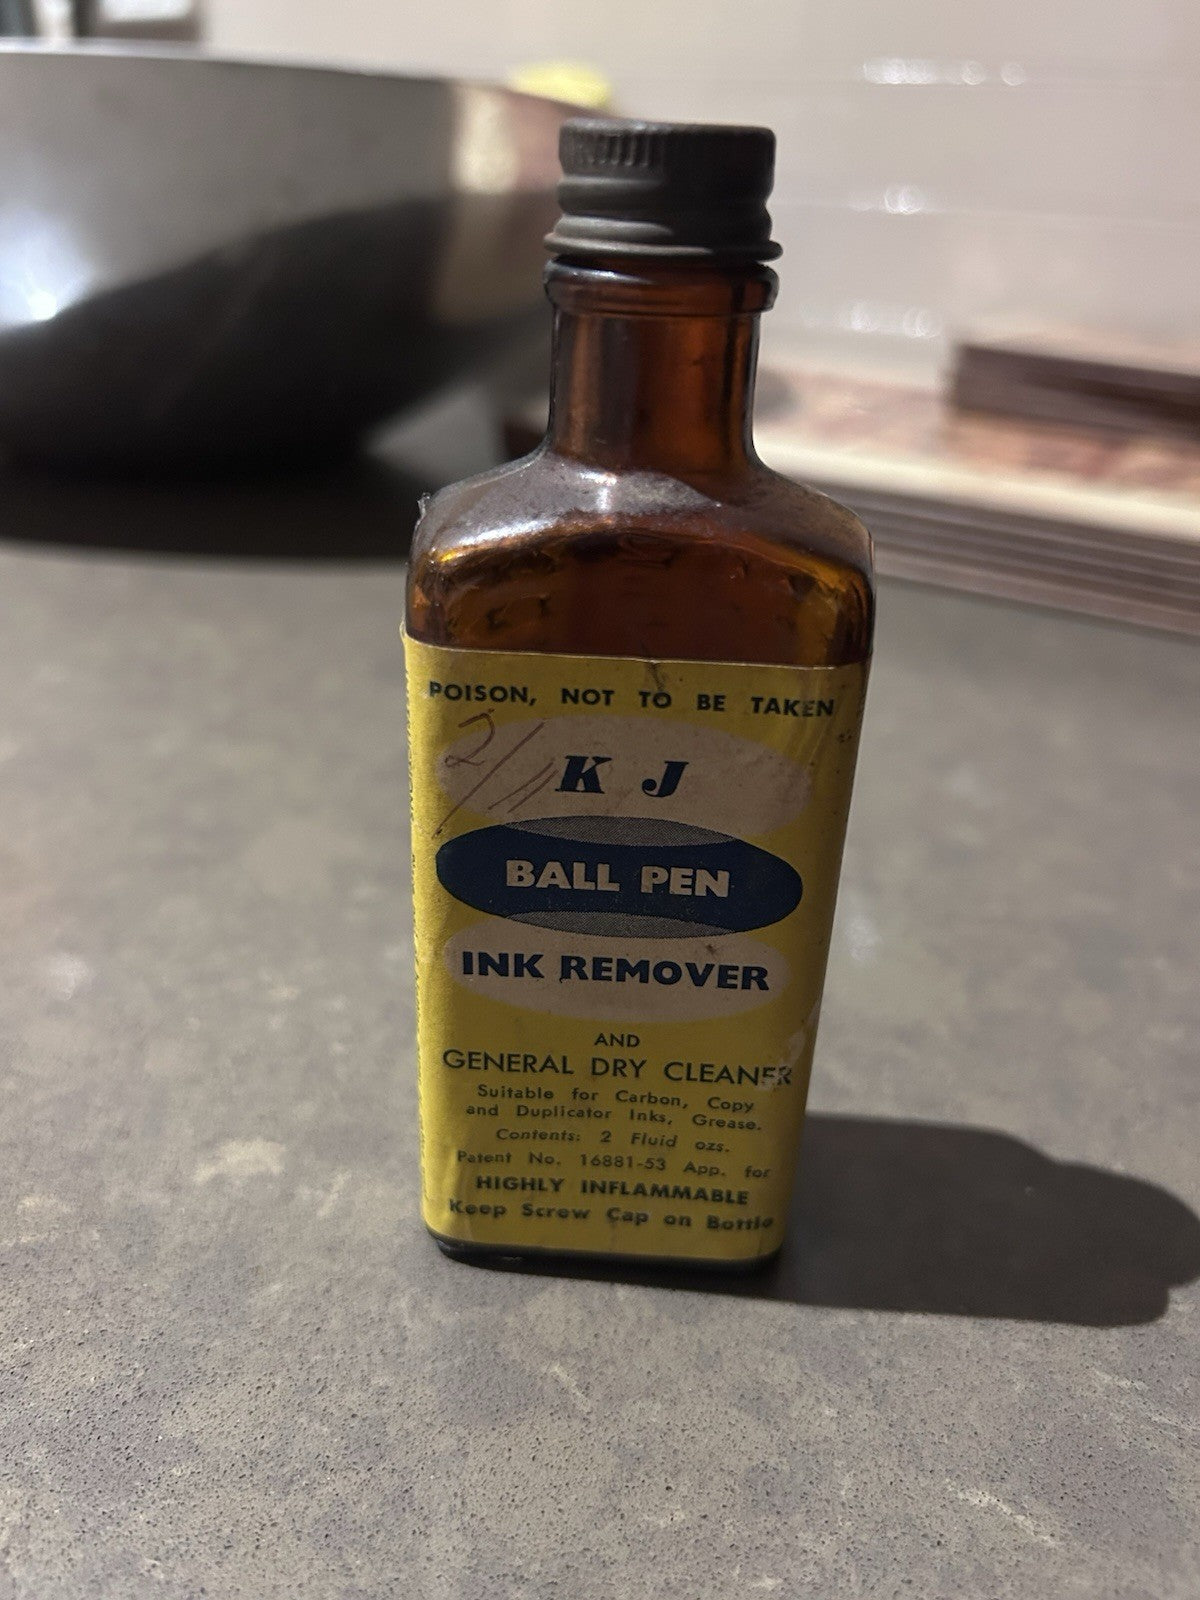 POISON, NOT TO BE TAKEN
2/11
K J
BALL PEN
INK REMOVER
AND
GENERAL DRY CLEANER
Suitable for Carbon, Copy
and Duplicator Inks, Grease.
Contents: 2 Fluid ozs.
Patent No. 16881-53 App. for
HIGHLY INFLAMMABLE
Keep Screw Cap on Bottle